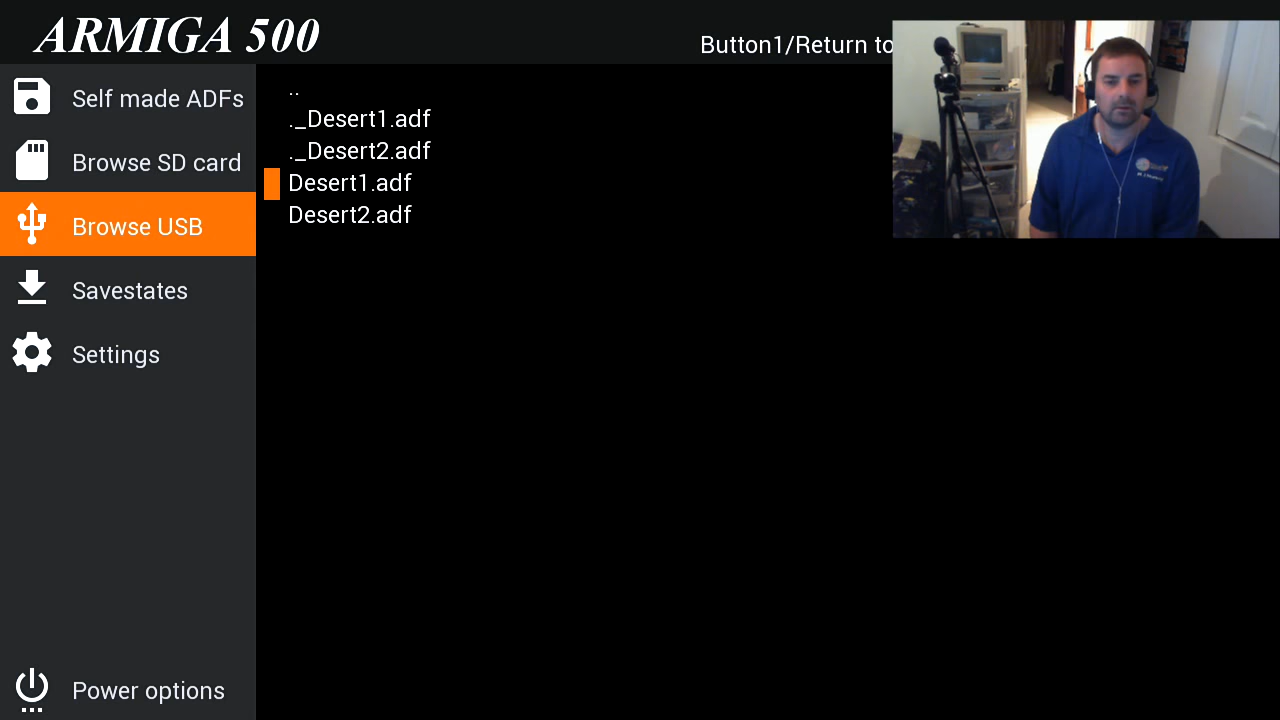 ARMIGA 500
Button1/Return to
Self made ADFs
Browse SD card
Browse USB
Savestates
Settings
Power options
..
._Desert1.adf
._Desert2.adf
Desert1.adf
Desert2.adf